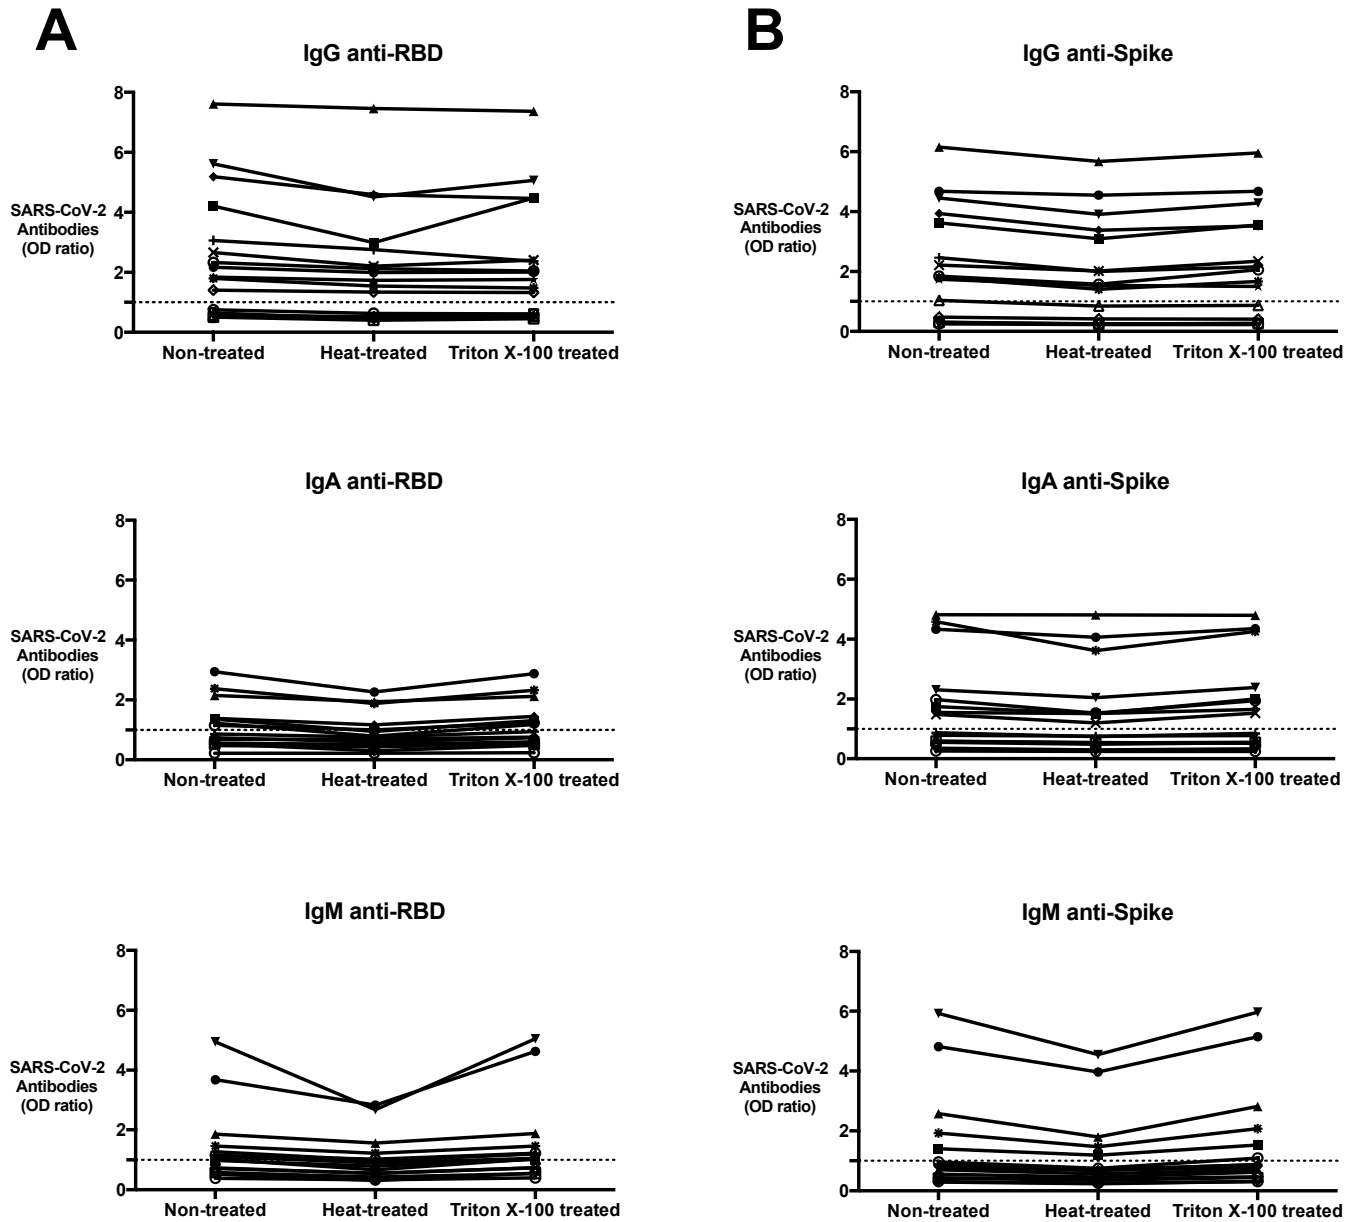 A
IgG anti-RBD
8
6
4
2
0
SARS-CoV-2
Antibodies
(OD ratio)
Non-treated Heat-treated Triton X-100 treated
B
IgG anti-Spike
8
6
4
2
0
SARS-CoV-2
Antibodies
(OD ratio)
Non-treated Heat-treated Triton X-100 treated
IgA anti-RBD
8
6
4
2
0
SARS-CoV-2
Antibodies
(OD ratio)
Non-treated Heat-treated Triton X-100 treated
IgA anti-Spike
8
6
4
2
0
SARS-CoV-2
Antibodies
(OD ratio)
Non-treated Heat-treated Triton X-100 treated
IgM anti-RBD
8
6
4
2
0
SARS-CoV-2
Antibodies
(OD ratio)
Non-treated Heat-treated Triton X-100 treated
IgM anti-Spike
8
6
4
2
0
SARS-CoV-2
Antibodies
(OD ratio)
Non-treated Heat-treated Triton X-100 treated